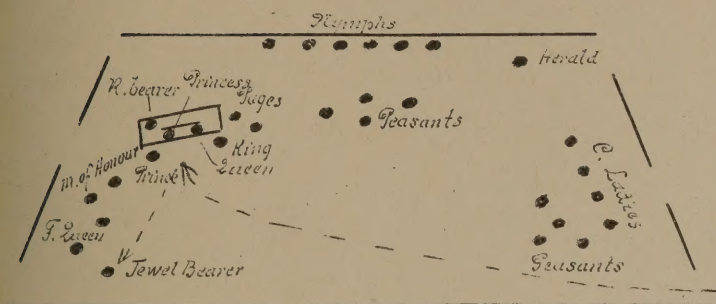 Nymphs
Herald
R. bearer
Princess
Pages
Peasants
King
Queen
M. of Honour
Prince
C. Ladies
F. Queen
Jewel Bearer
Peasants